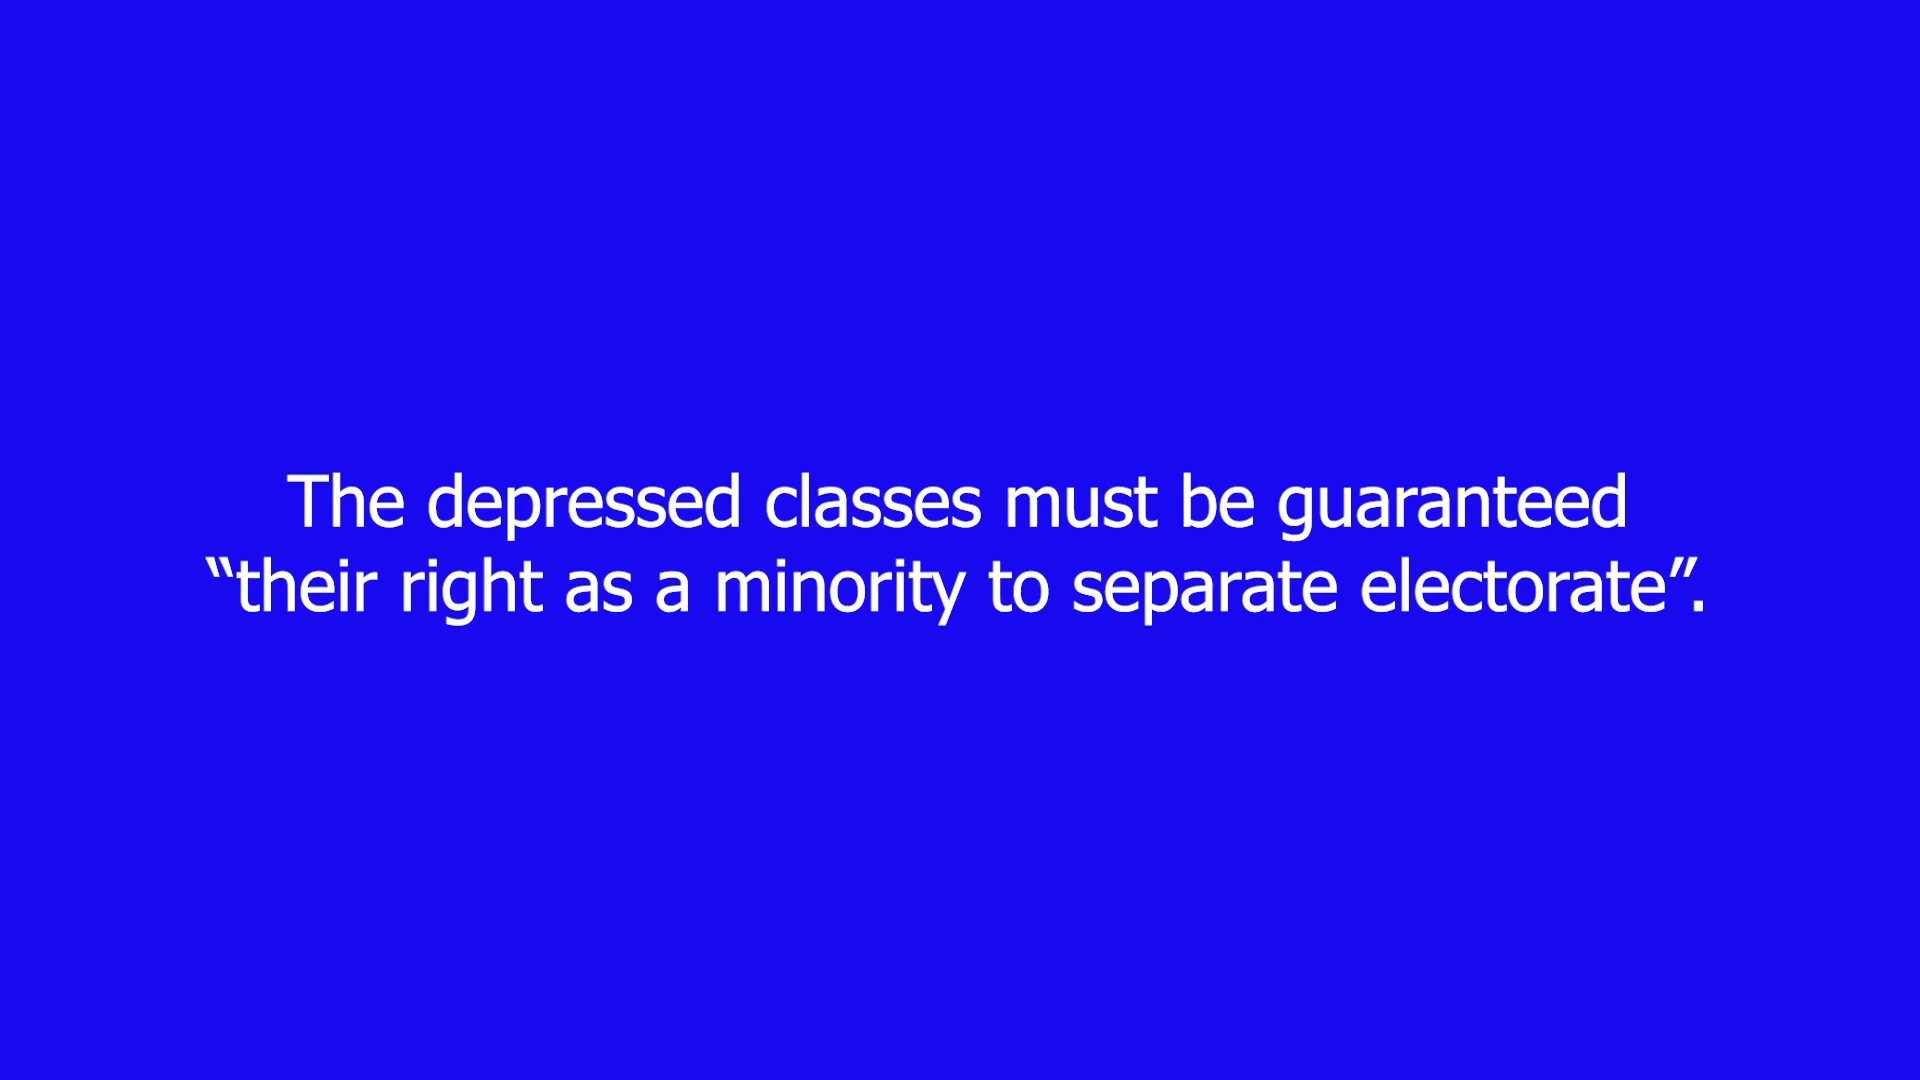 The depressed classes must be guaranteed
“their right as a minority to separate electorate”.